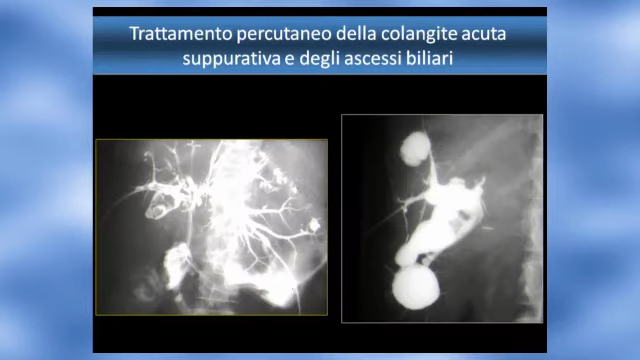 Trattamento percutaneo della colangite acuta
suppurativa e degli ascessi biliari